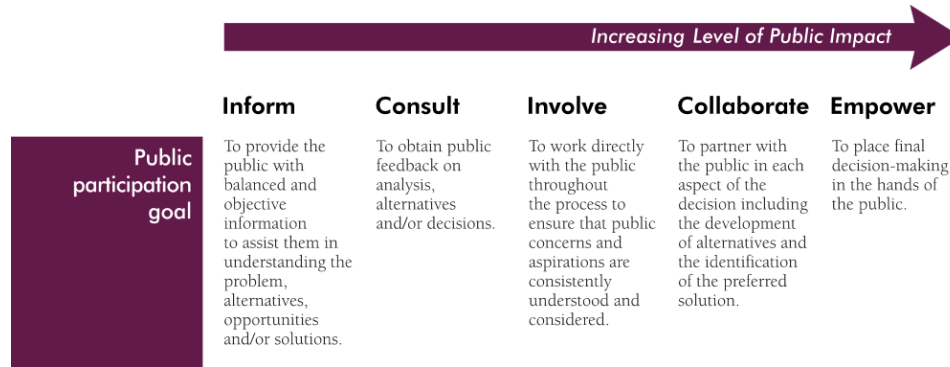 Increasing Level of Public Impact
Inform
Consult
Involve
Collaborate
Empower
Public
participation
goal
To provide the
public with
balanced and
objective
information
to assist them in
understanding the
problem,
alternatives,
opportunities
and/or solutions.
To obtain public
feedback on
analysis,
alternatives
and/or decisions.
To work directly
with the public
throughout
the process to
ensure that public
concerns and
aspirations are
consistently
understood and
considered.
To partner with
the public in each
aspect of the
decision including
the development
of alternatives and
the identification
of the preferred
solution.
To place final
decision-making
in the hands of
the public.